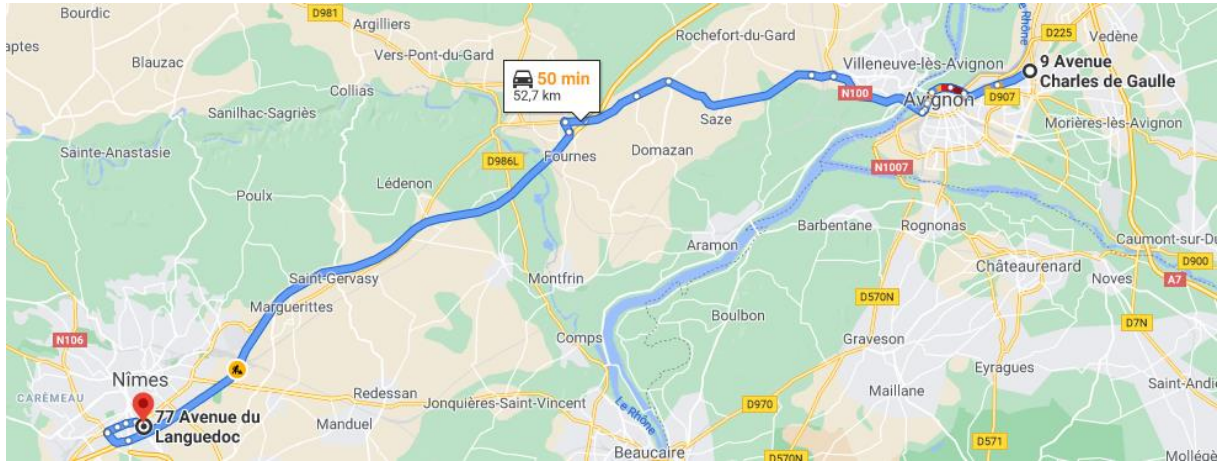 Bourdic
D981
Argilliers
Le Rhône
D225
Vedène
Rochefort-du-Gard
aptes
Blauzac
Vers-Pont-du-Gard
Villeneuve-lès-Avignon
9 Avenue
Charles de Gaulle
50 min
52,7 km
Collias
N100
Avignon
D907
Sanilhac-Sagriès
Saze
Morières-lès-Avignon
Sainte-Anastasie
D986L
Fournes
Domazan
N1007
Lédenon
Poulx
Aramon
Barbentane
Rognonas
Caumont-sur-Du
D900
Saint-Gervasy
Montfrin
Châteaurenard
Noves
A7
Marguerittes
D570N
Boulbon
D7N
N106
Comps
Graveson
Eyragues
Nîmes
Redessan
Maillane
Saint-Andi
CARÉMEAU
Jonquières-Saint-Vincent
Le Rhône
D970
77 Avenue du
Languedoc
Manduel
D571
Beaucaire
D570N
Mollégè